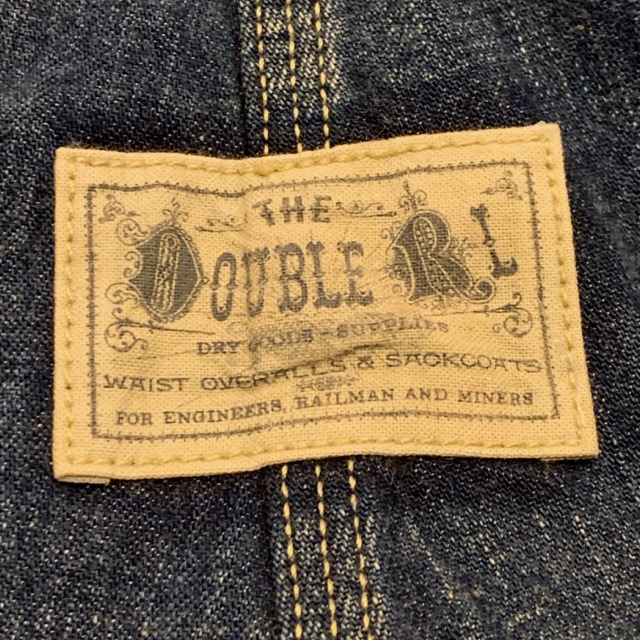 THE
DOUBLE RL
DRY GOODS - SUPPLIES
WAIST OVERALLS & SACKCOATS
FOR ENGINEERS, RAILMAN AND MINERS